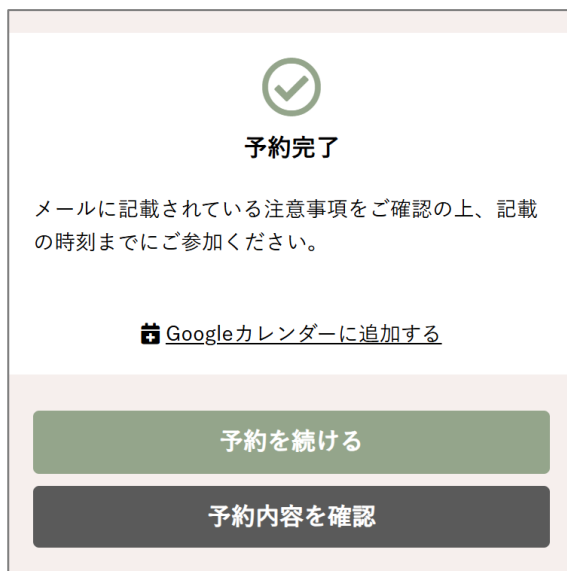 予約完了
メールに記載されている注意事項をご確認の上、記載
の時刻までにご参加ください。
Googleカレンダーに追加する
予約を続ける
予約内容を確認